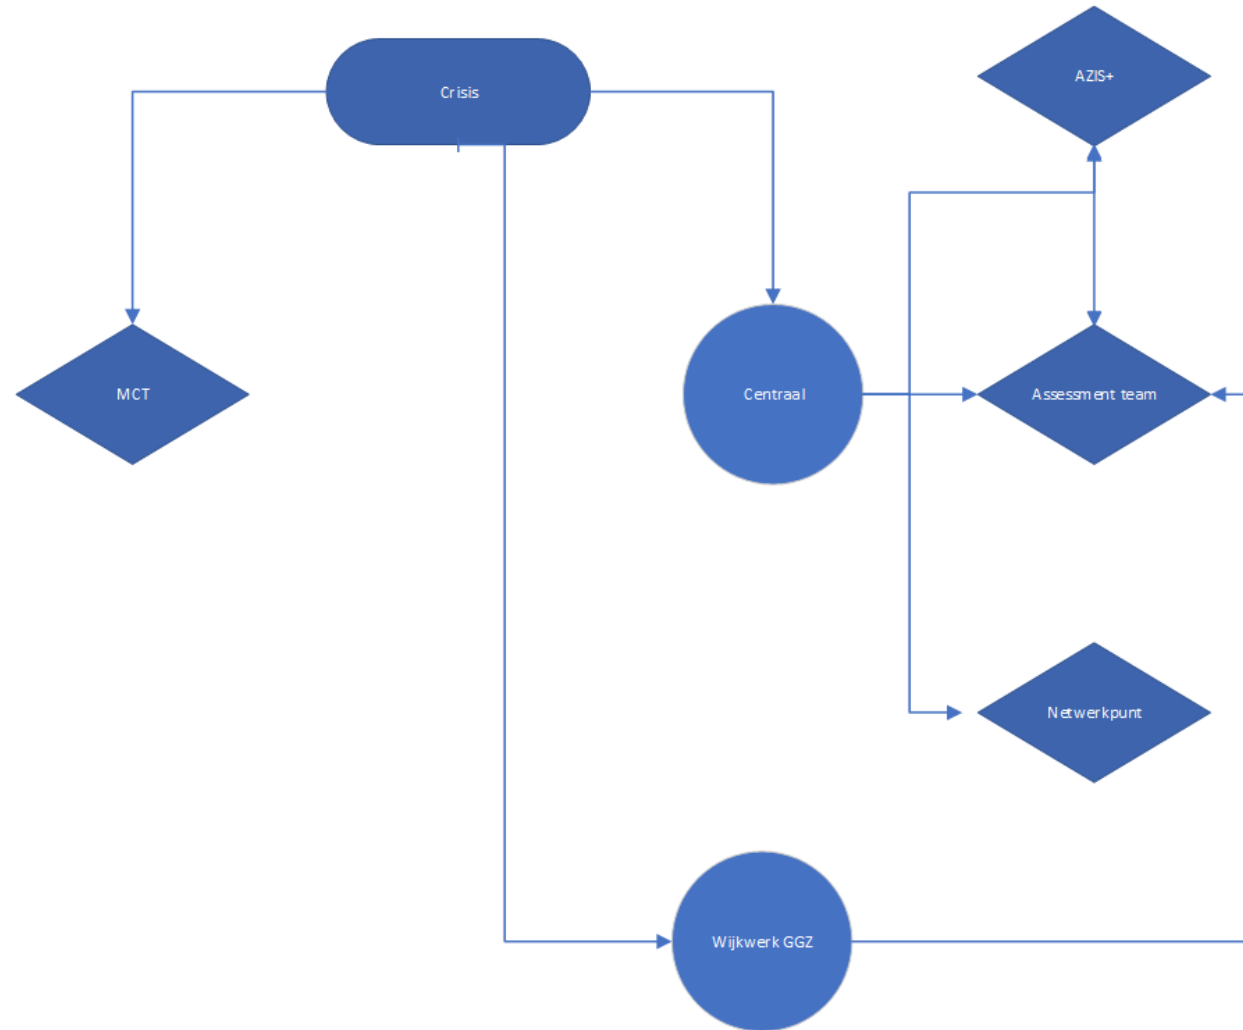 AZIS+
Crisis
MCT
Centraal
Assessment team
Netwerkpunt
Wijkwerk GGZ